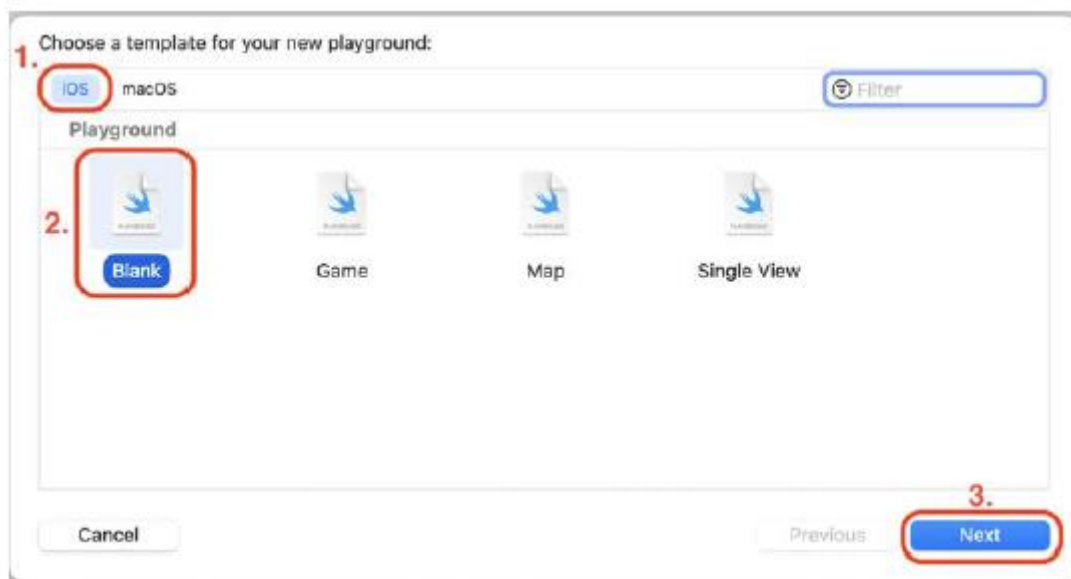 Choose a template for your new playground:
1.
iOS macOS Filter
Playground
2.
Blank Game Map Single View
3.
Cancel Previous Next